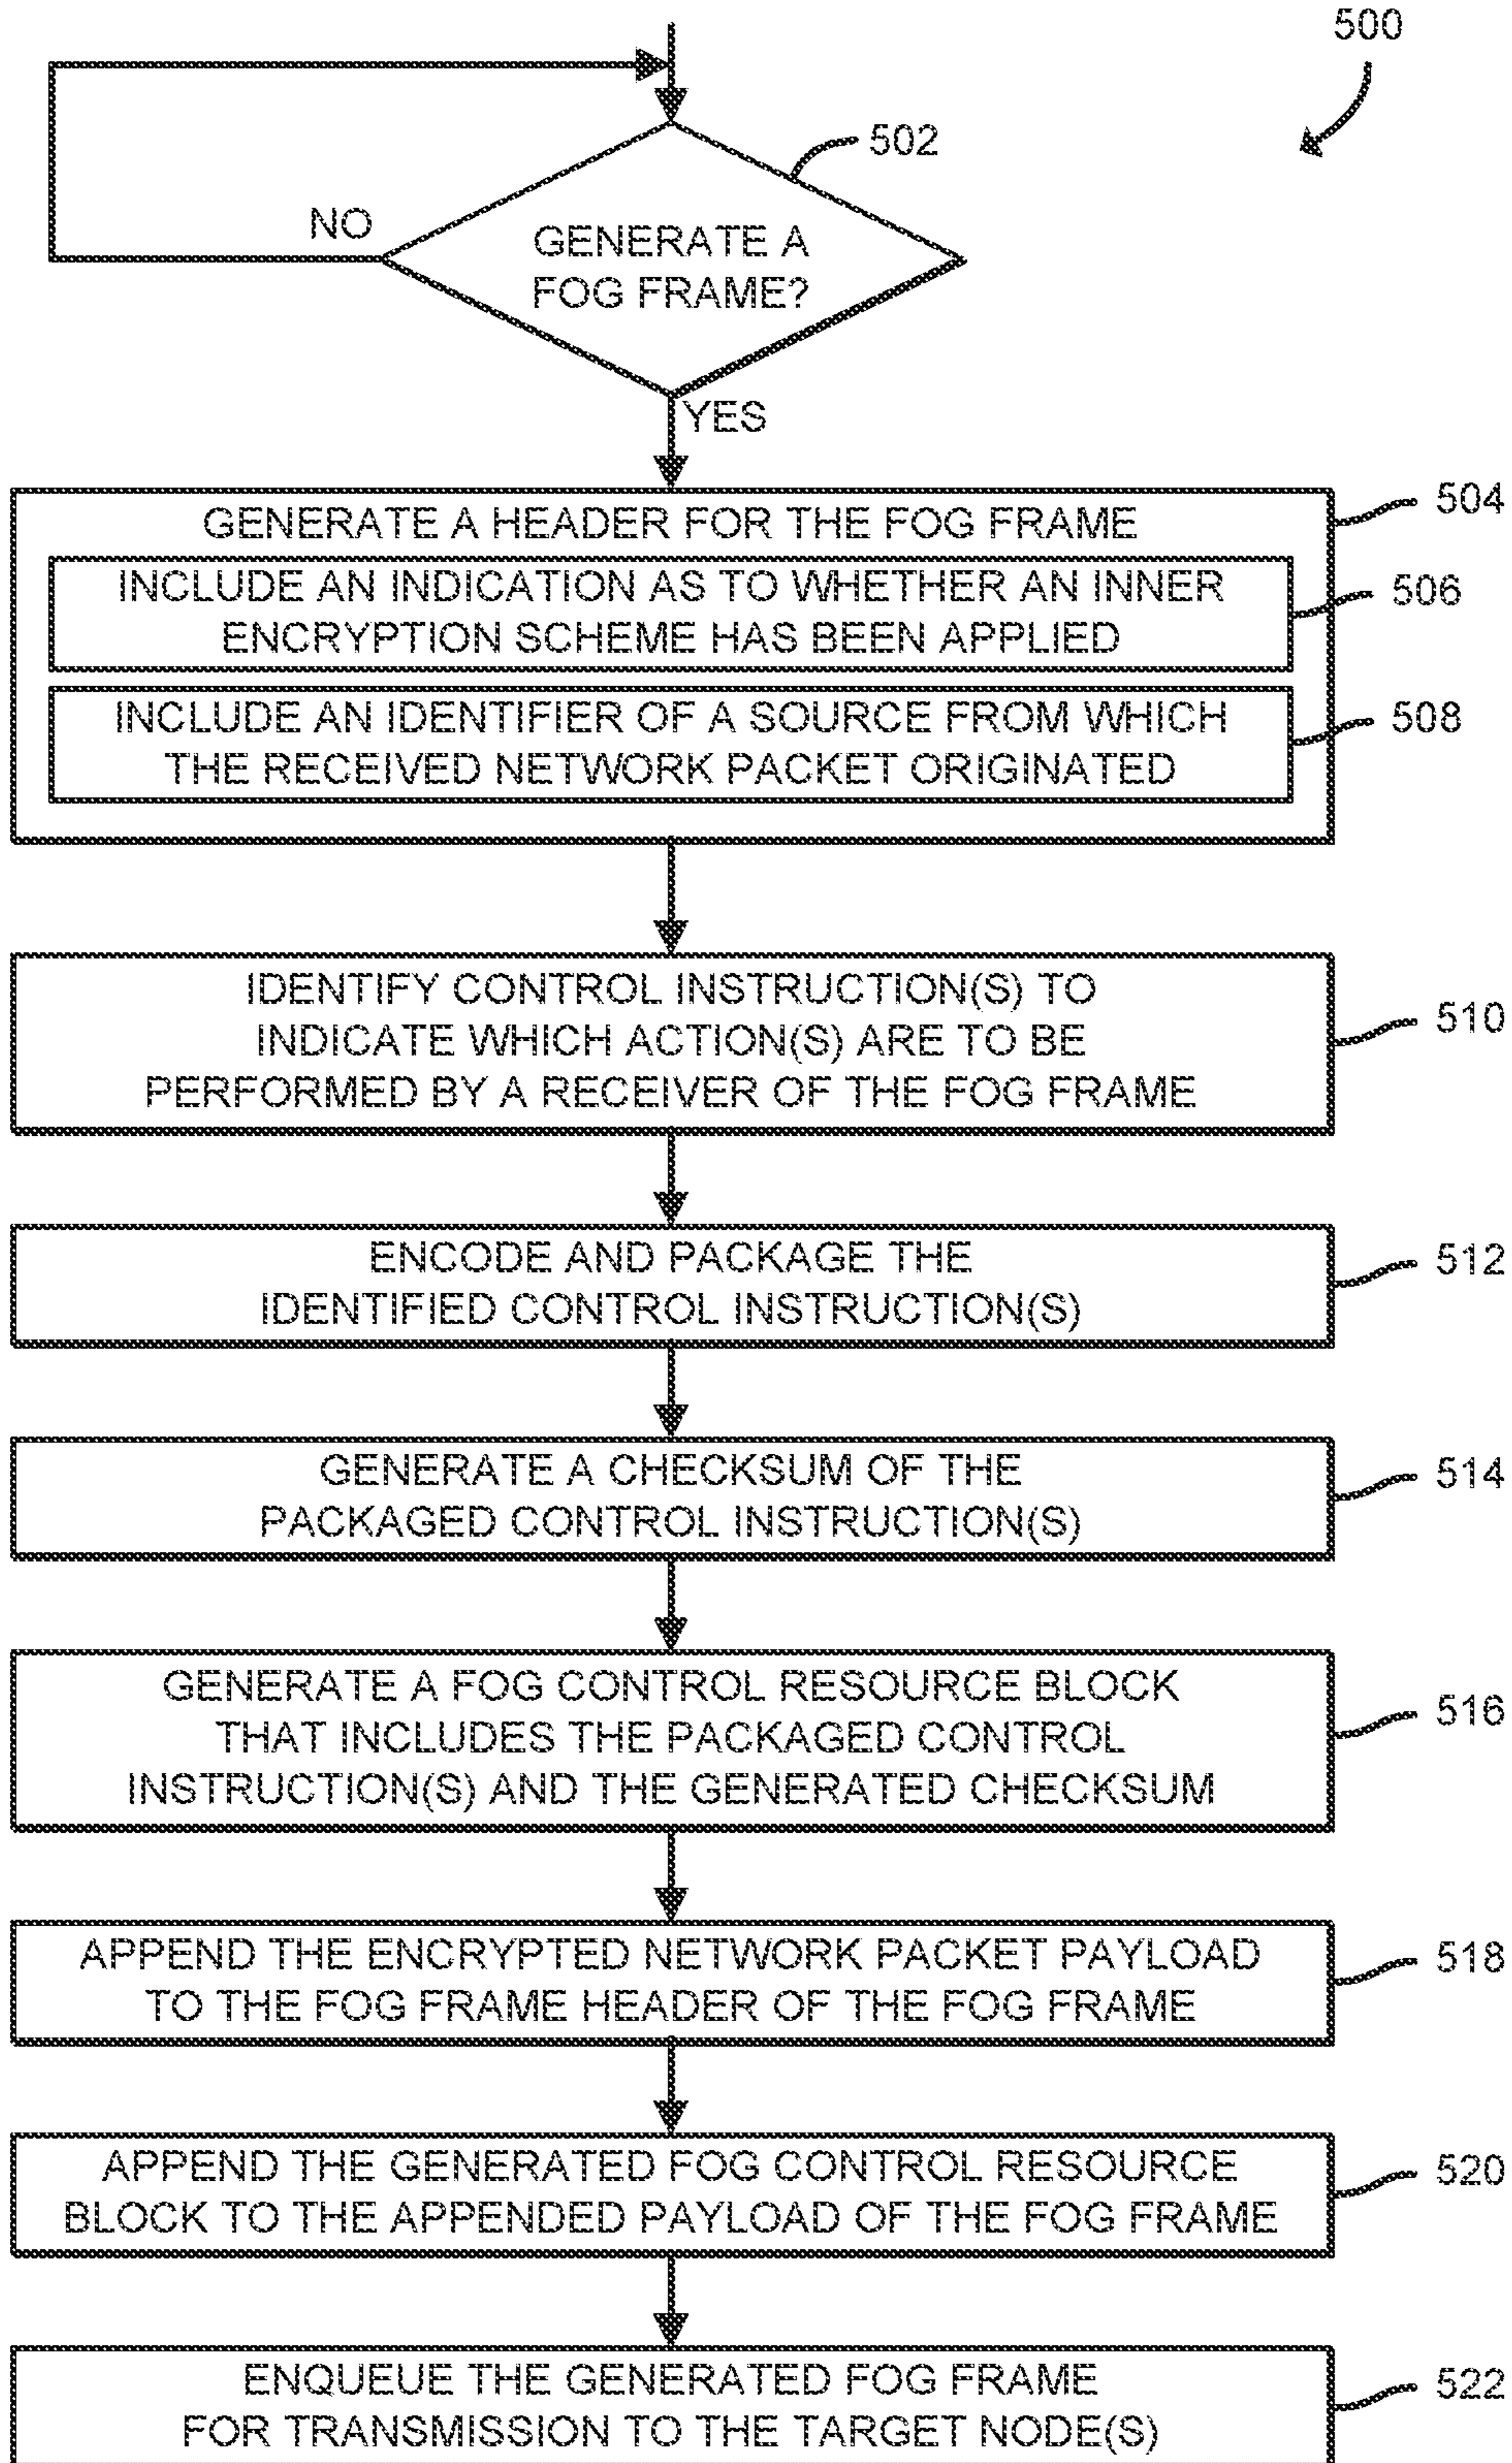 500
502
NO
GENERATE A
FOG FRAME?
YES
504
GENERATE A HEADER FOR THE FOG FRAME
INCLUDE AN INDICATION AS TO WHETHER AN INNER
ENCRYPTION SCHEME HAS BEEN APPLIED
506
INCLUDE AN IDENTIFIER OF A SOURCE FROM WHICH
THE RECEIVED NETWORK PACKET ORIGINATED
508
IDENTIFY CONTROL INSTRUCTION(S) TO
INDICATE WHICH ACTION(S) ARE TO BE
PERFORMED BY A RECEIVER OF THE FOG FRAME
510
ENCODE AND PACKAGE THE
IDENTIFIED CONTROL INSTRUCTION(S)
512
GENERATE A CHECKSUM OF THE
PACKAGED CONTROL INSTRUCTION(S)
514
GENERATE A FOG CONTROL RESOURCE BLOCK
THAT INCLUDES THE PACKAGED CONTROL
INSTRUCTION(S) AND THE GENERATED CHECKSUM
516
APPEND THE ENCRYPTED NETWORK PACKET PAYLOAD
TO THE FOG FRAME HEADER OF THE FOG FRAME
518
APPEND THE GENERATED FOG CONTROL RESOURCE
BLOCK TO THE APPENDED PAYLOAD OF THE FOG FRAME
520
ENQUEUE THE GENERATED FOG FRAME
FOR TRANSMISSION TO THE TARGET NODE(S)
522